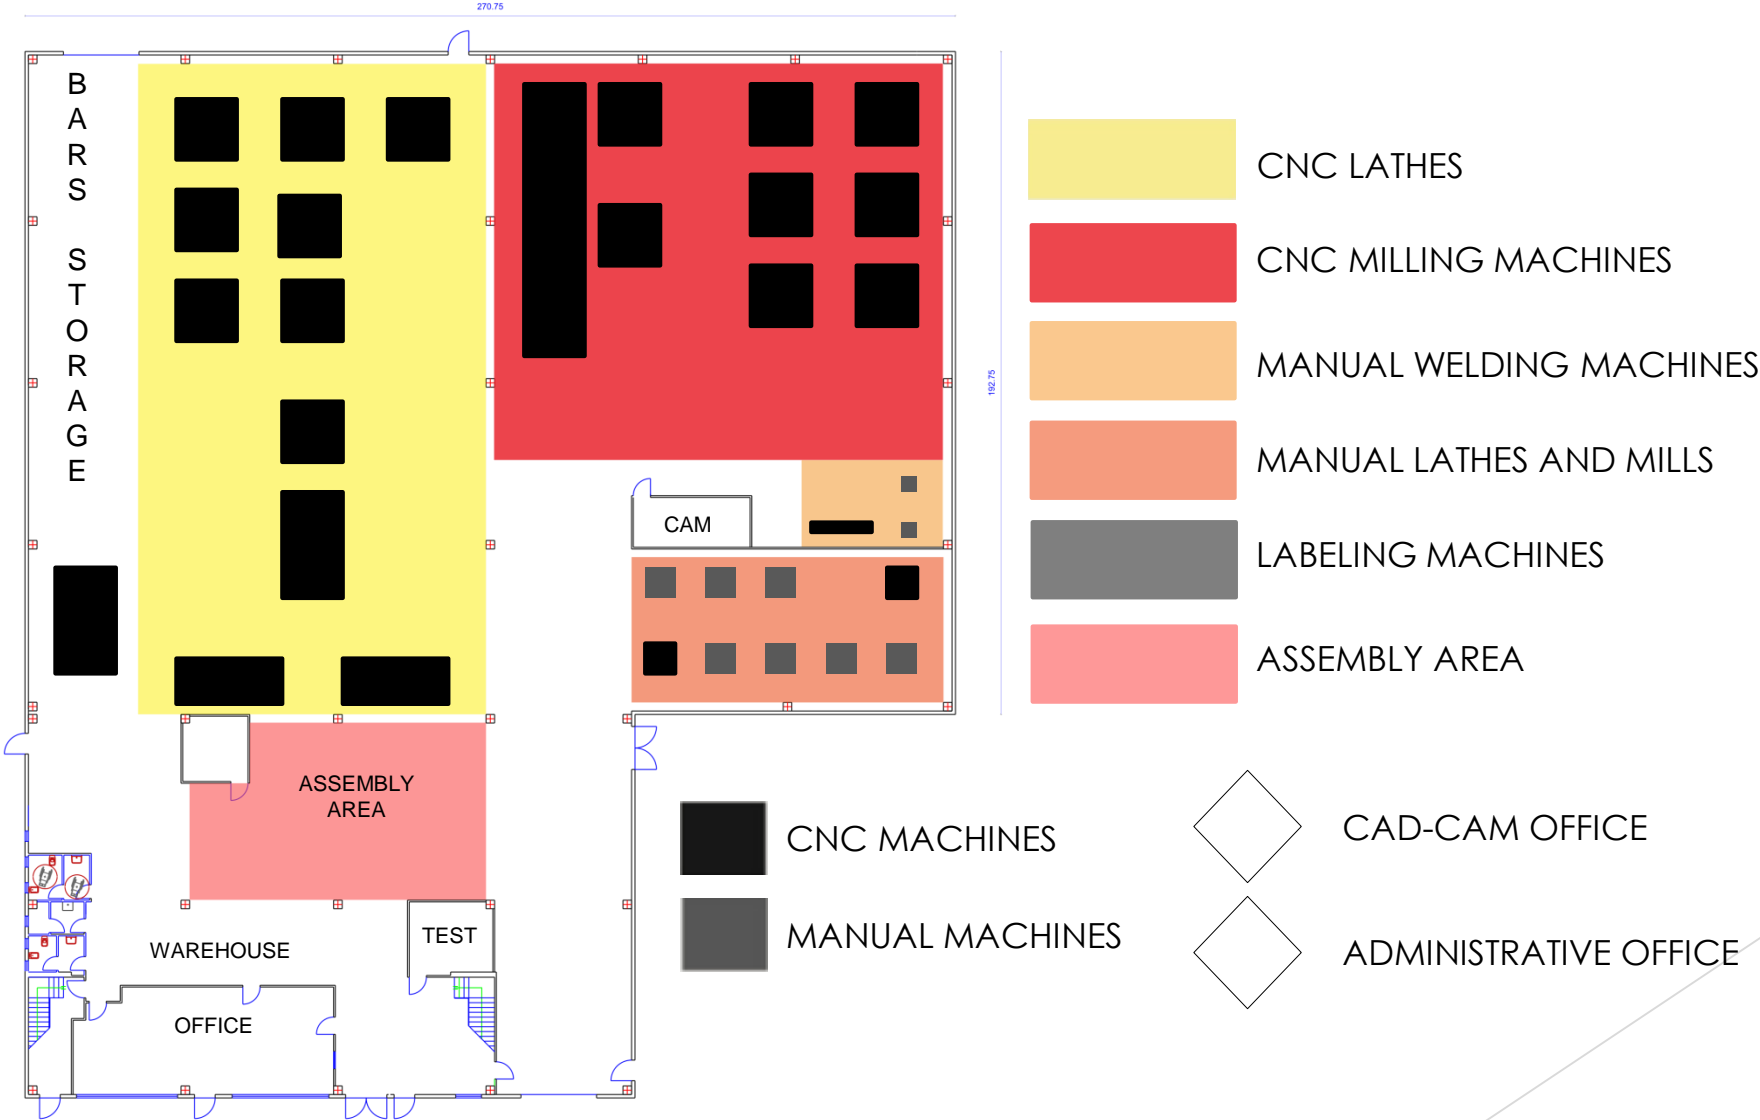 270.75
BARS STORAGE
192.75
CAM
ASSEMBLY
AREA
TEST
WAREHOUSE
OFFICE
CNC LATHES
CNC MILLING MACHINES
MANUAL WELDING MACHINES
MANUAL LATHES AND MILLS
LABELING MACHINES
ASSEMBLY AREA
CNC MACHINES
MANUAL MACHINES
CAD-CAM OFFICE
ADMINISTRATIVE OFFICE